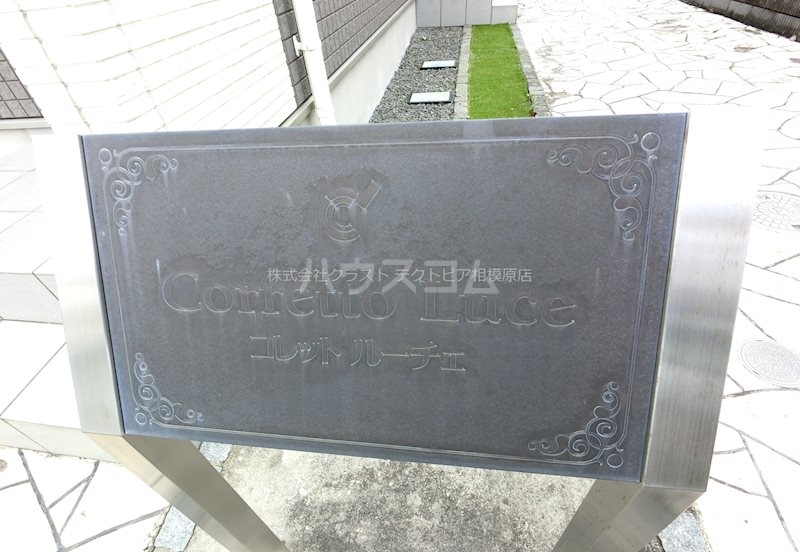 株式会社クラスト テクトピア相模原店
ハウスコム
Corretto Luce
コレット ルーチェ